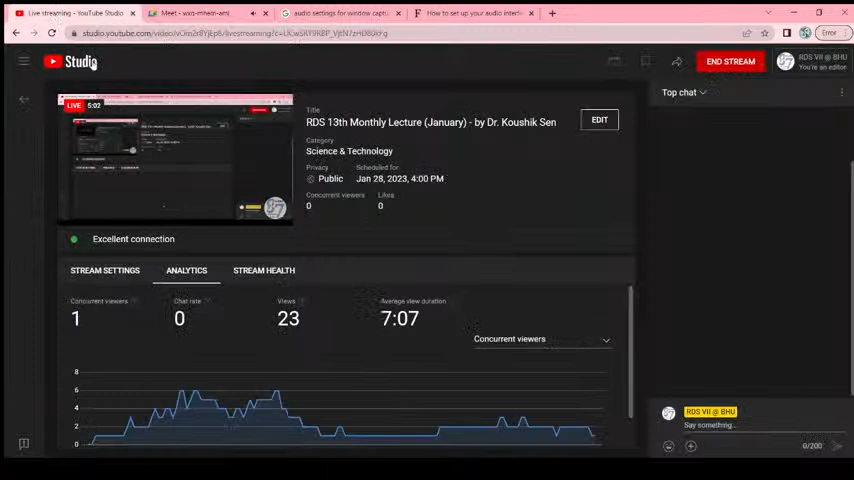 Live streaming - YouTube Studio
Meet - wxo-mhem-ami
audio settings for window captu
How to set up your audio interf
Error
Studio
END STREAM
RDS VII @ BHU
You're an editor
LIVE 5:02
Title
RDS 13th Monthly Lecture (January) - by Dr. Koushik Sen
EDIT
Category
Science & Technology
Privacy
Public
Scheduled for:
Jan 28, 2023, 4:00 PM
Concurrent viewers
0
Likes
0
Top chat
Excellent connection
STREAM SETTINGS
ANALYTICS
STREAM HEALTH
Concurrent viewers
1
Chat rate
0
Views
23
Average view duration
7:07
Concurrent viewers
8
6
4
2
0
RDS VII @ BHU
Say something...
0/200